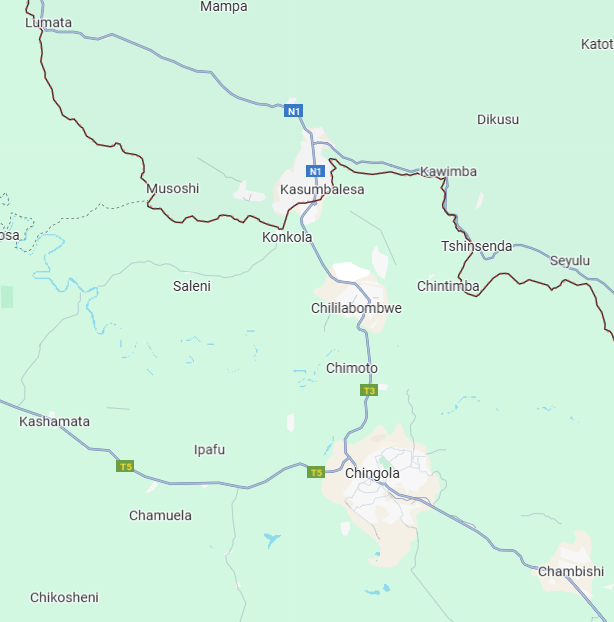 Mampa
Lumata
Katot
N1
Dikusu
N1
Kawimba
Musoshi
Kasumbalesa
osa
Konkola
Tshinsenda
Seyulu
Saleni
Chintimba
Chililabombwe
Chimoto
T3
Kashamata
Ipafu
T5
T5
Chingola
Chamuela
Chambishi
Chikosheni